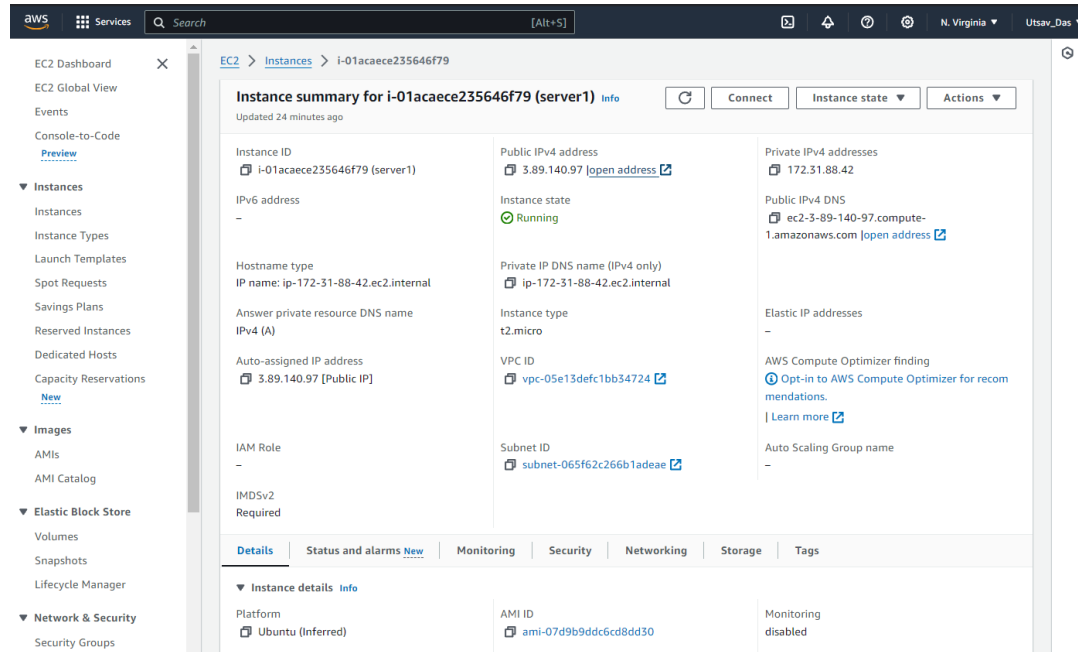 aws
Services
Search
[Alt+S]
N. Virginia
Utsav_Das
EC2 Dashboard
EC2 Global View
Events
Console-to-Code
Preview
Instances
Instances
Instance Types
Launch Templates
Spot Requests
Savings Plans
Reserved Instances
Dedicated Hosts
Capacity Reservations
New
Images
AMIs
AMI Catalog
Elastic Block Store
Volumes
Snapshots
Lifecycle Manager
Network & Security
Security Groups
EC2 > Instances > i-01acaece235646f79
Instance summary for i-01acaece235646f79 (server1) Info
Updated 24 minutes ago
Connect
Instance state
Actions
Instance ID
i-01acaece235646f79 (server1)
Public IPv4 address
3.89.140.97 |open address
Private IPv4 addresses
172.31.88.42
IPv6 address
–
Instance state
Running
Public IPv4 DNS
ec2-3-89-140-97.compute-
1.amazonaws.com |open address
Hostname type
IP name: ip-172-31-88-42.ec2.internal
Private IP DNS name (IPv4 only)
ip-172-31-88-42.ec2.internal
Answer private resource DNS name
IPv4 (A)
Instance type
t2.micro
Elastic IP addresses
–
Auto-assigned IP address
3.89.140.97 [Public IP]
VPC ID
vpc-05e13defc1bb34724
AWS Compute Optimizer finding
Opt-in to AWS Compute Optimizer for recom
mendations.
| Learn more
IAM Role
–
Subnet ID
subnet-065f62c266b1adeae
Auto Scaling Group name
–
IMDSv2
Required
Details
Status and alarms New
Monitoring
Security
Networking
Storage
Tags
Instance details Info
Platform
Ubuntu (Inferred)
AMI ID
ami-07d9b9ddc6cd8dd30
Monitoring
disabled